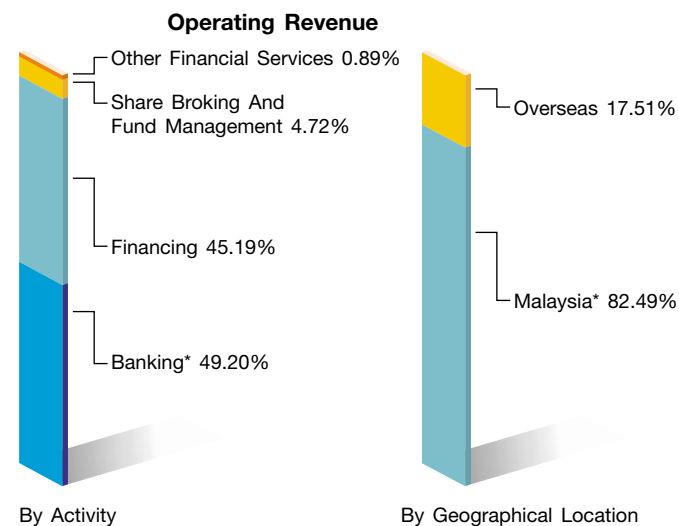 Operating Revenue
Other Financial Services 0.89%
Share Broking And
Fund Management 4.72%
Financing 45.19%
Banking* 49.20%
By Activity
Overseas 17.51%
Malaysia* 82.49%
By Geographical Location